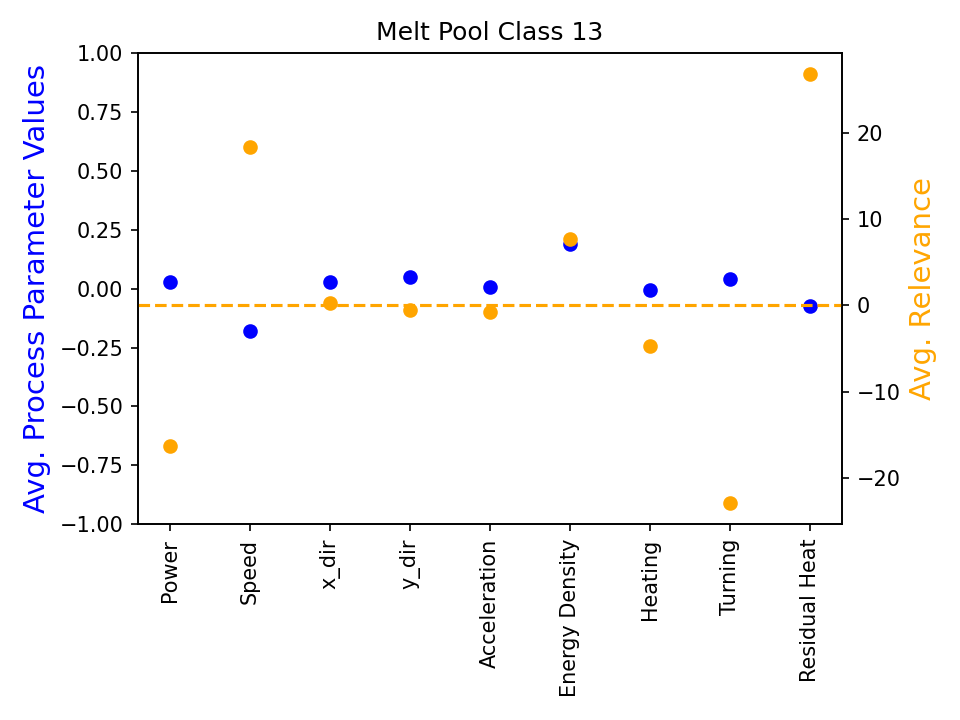 Melt Pool Class 13
Avg. Process Parameter Values
1.00
0.75
0.50
0.25
0.00
−0.25
−0.50
−0.75
−1.00
20
10
0
−10
−20
Avg. Relevance
Power
Speed
x_dir
y_dir
Acceleration
Energy Density
Heating
Turning
Residual Heat